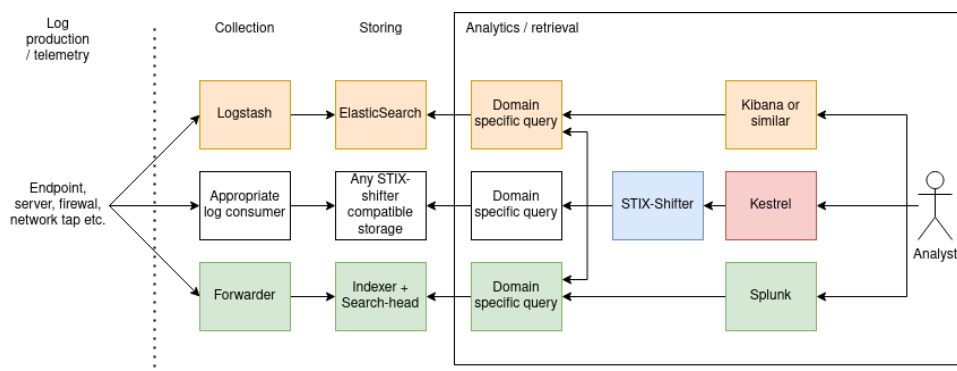 Log
production
/ telemetry
Collection
Storing
Analytics / retrieval
Logstash
ElasticSearch
Domain
specific query
Kibana or
similar
Endpoint,
server, firewal,
network tap etc.
Appropriate
log consumer
Any STIX-
shifter
compatible
storage
Domain
specific query
STIX-Shifter
Kestrel
Analyst
Forwarder
Indexer +
Search-head
Domain
specific query
Splunk